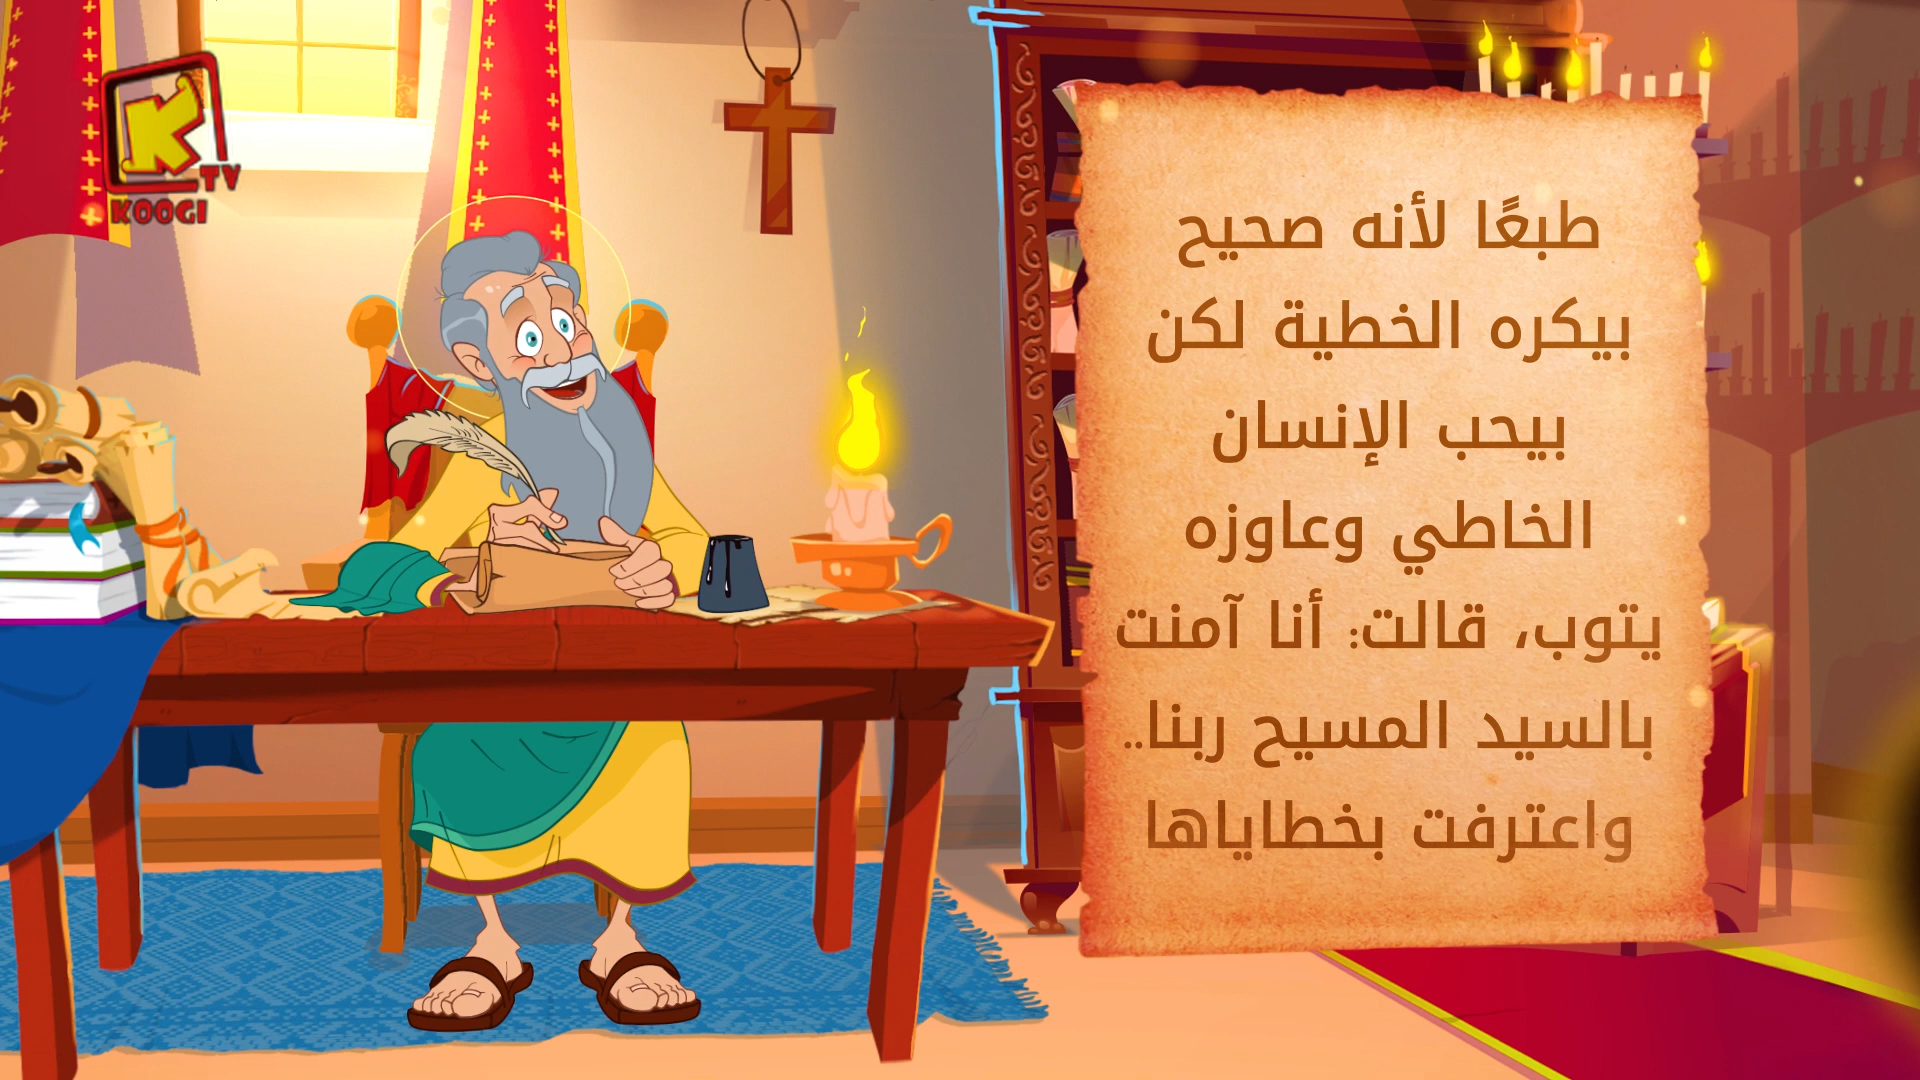 K
TV
KOOGI
طبعًا لأنه صحيح
بيكره الخطية لكن
بيحب الإنسان
الخاطي وعاوزه
يتوب، قالت: أنا آمنت
بالسيد المسيح ربنا..
واعترفت بخطاياها